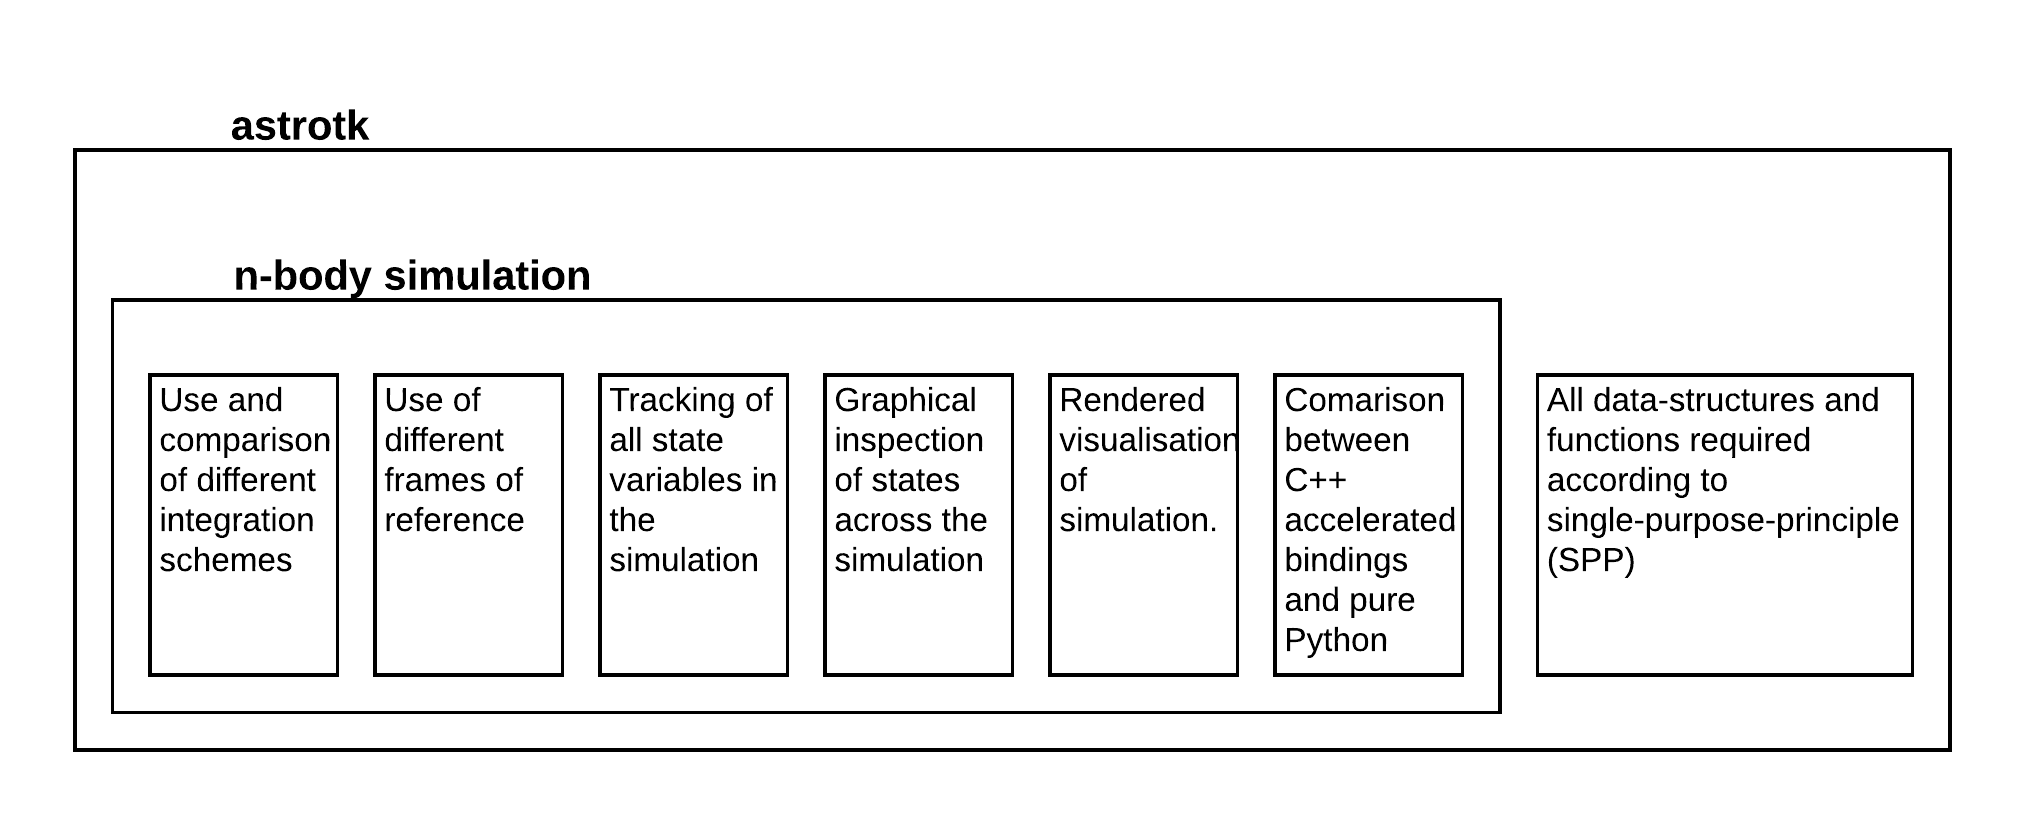 astrotk
n-body simulation
Use and
comparison
of different
integration
schemes
Use of
different
frames of
reference
Tracking of
all state
variables in
the
simulation
Graphical
inspection
of states
across the
simulation
Rendered
visualisation
of
simulation.
Comarison
between
C++
accelerated
bindings
and pure
Python
All data-structures and
functions required
according to
single-purpose-principle
(SPP)